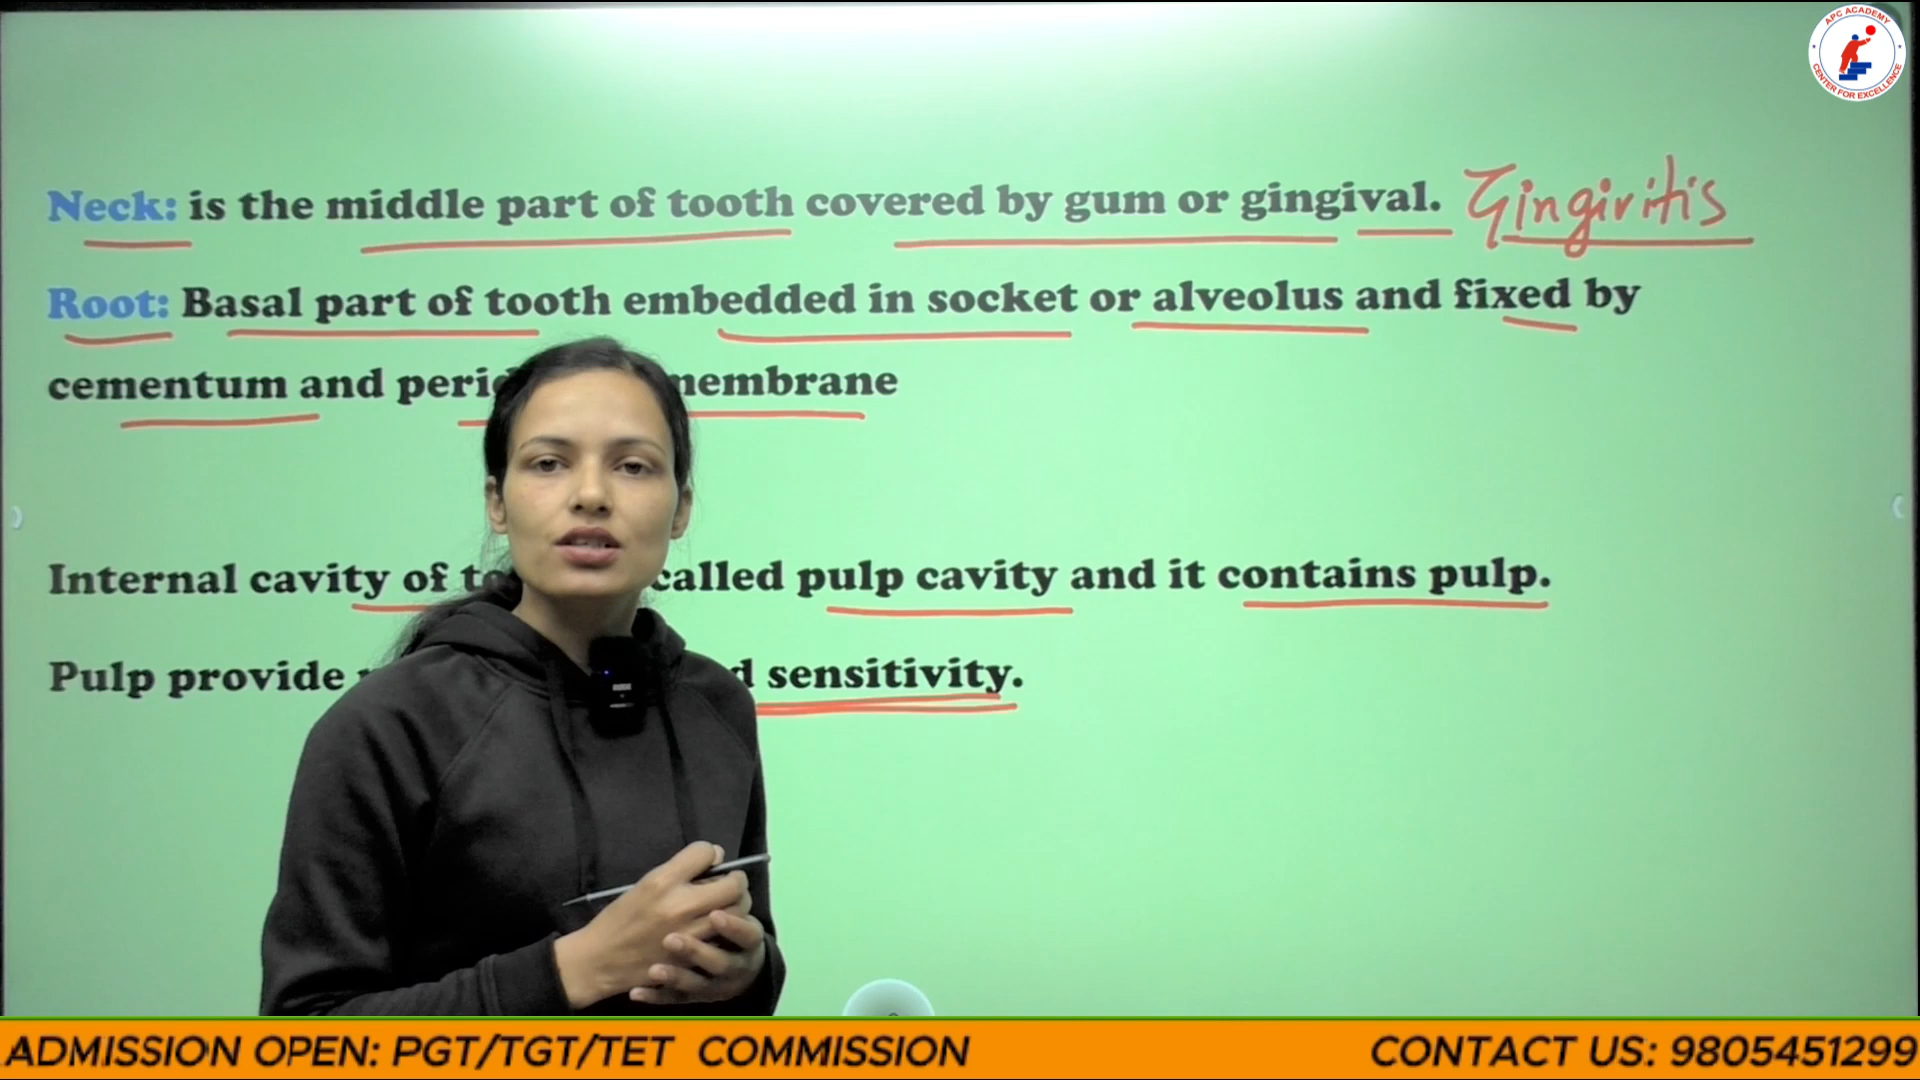 APC ACADEMY
CENTER FOR EXCELLENCE
Neck: is the middle part of tooth covered by gum or gingival. Gingivitis
Root: Basal part of tooth embedded in socket or alveolus and fixed by
cementum and membrane
Internal cavity of called pulp cavity and it contains pulp.
Pulp provide sensitivity.
ADMISSION OPEN: PGT/TGT/TET COMMISSION
CONTACT US: 9805451299